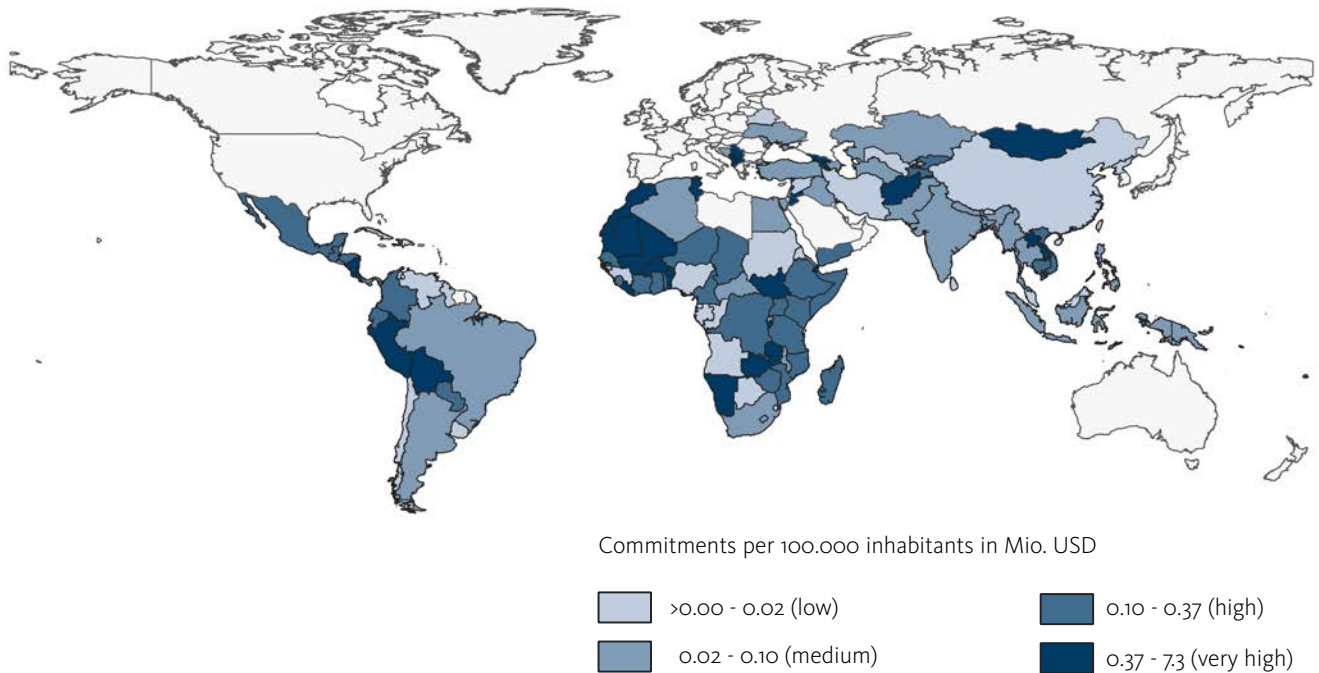 Commitments per 100.000 inhabitants in Mio. USD
>0.00 - 0.02 (low)
0.10 - 0.37 (high)
0.02 - 0.10 (medium)
0.37 - 7.3 (very high)